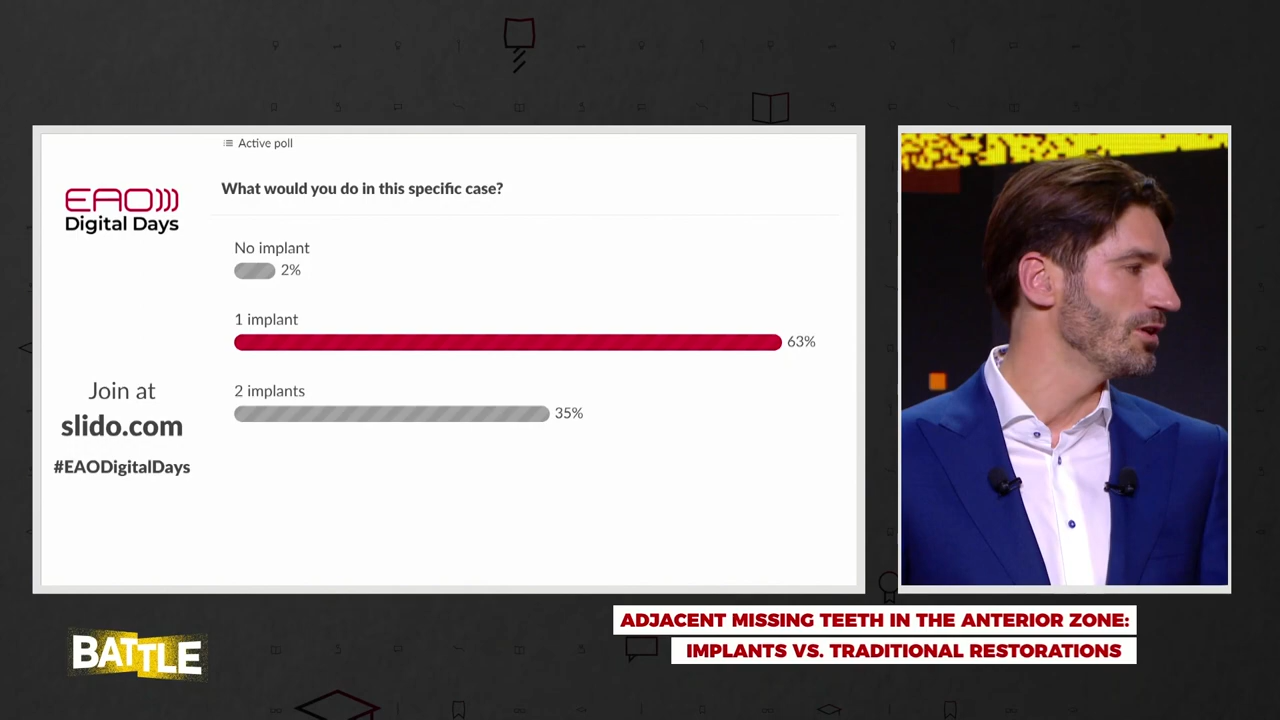 Active poll
What would you do in this specific case?
EAO
Digital Days
No implant
2%
1 implant
63%
2 implants
35%
Join at
slido.com
#EAODigitalDays
BATTLE
ADJACENT MISSING TEETH IN THE ANTERIOR ZONE:
IMPLANTS VS. TRADITIONAL RESTORATIONS